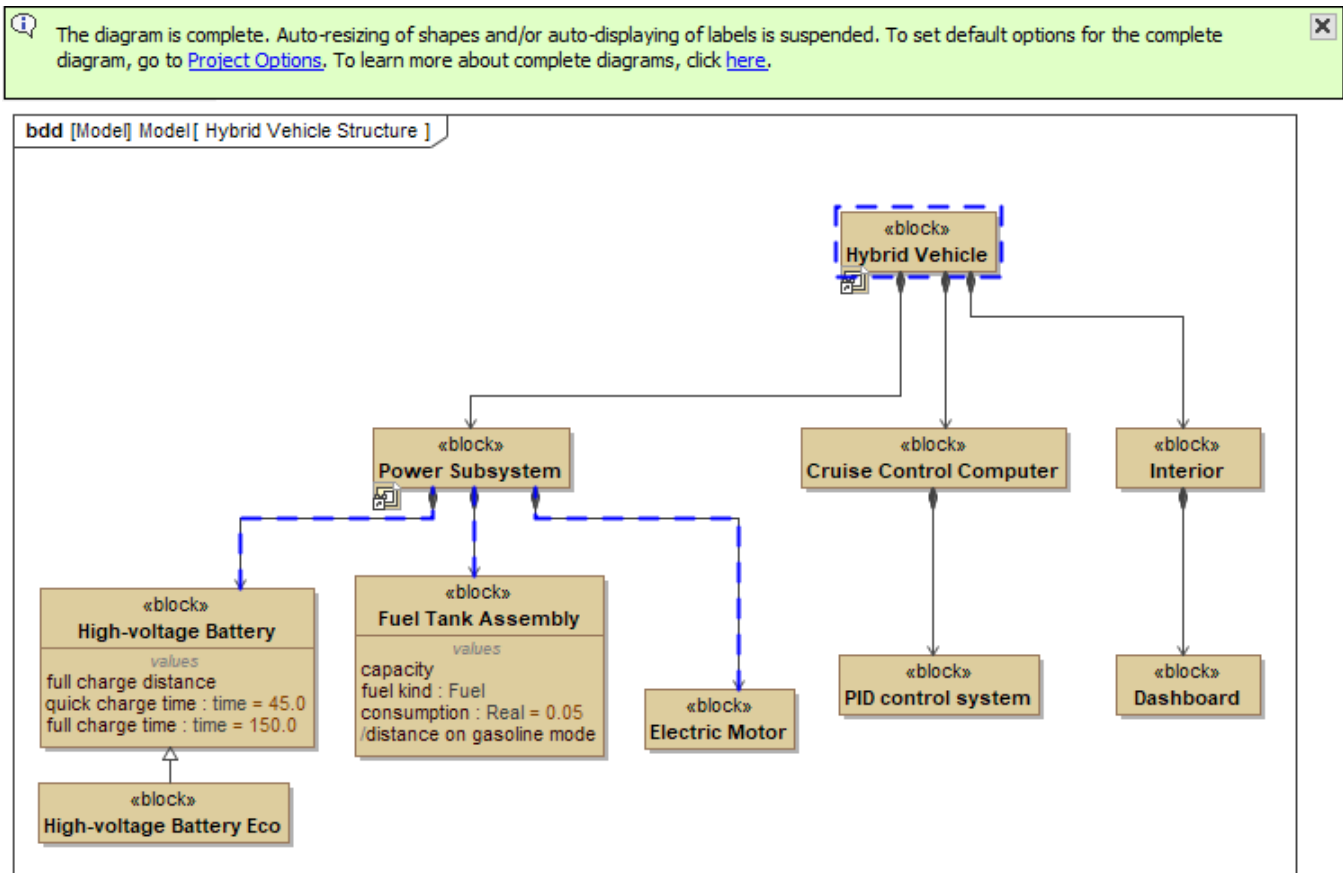 The diagram is complete. Auto-resizing of shapes and/or auto-displaying of labels is suspended. To set default options for the complete
diagram, go to Project Options. To learn more about complete diagrams, click here.
bdd [Model] Model[ Hybrid Vehicle Structure ]
«block»
Hybrid Vehicle
«block»
Power Subsystem
«block»
Cruise Control Computer
«block»
Interior
«block»
High-voltage Battery
values
full charge distance
quick charge time : time = 45.0
full charge time : time = 150.0
«block»
Fuel Tank Assembly
values
capacity
fuel kind : Fuel
consumption : Real = 0.05
/distance on gasoline mode
«block»
Electric Motor
«block»
PID control system
«block»
Dashboard
«block»
High-voltage Battery Eco